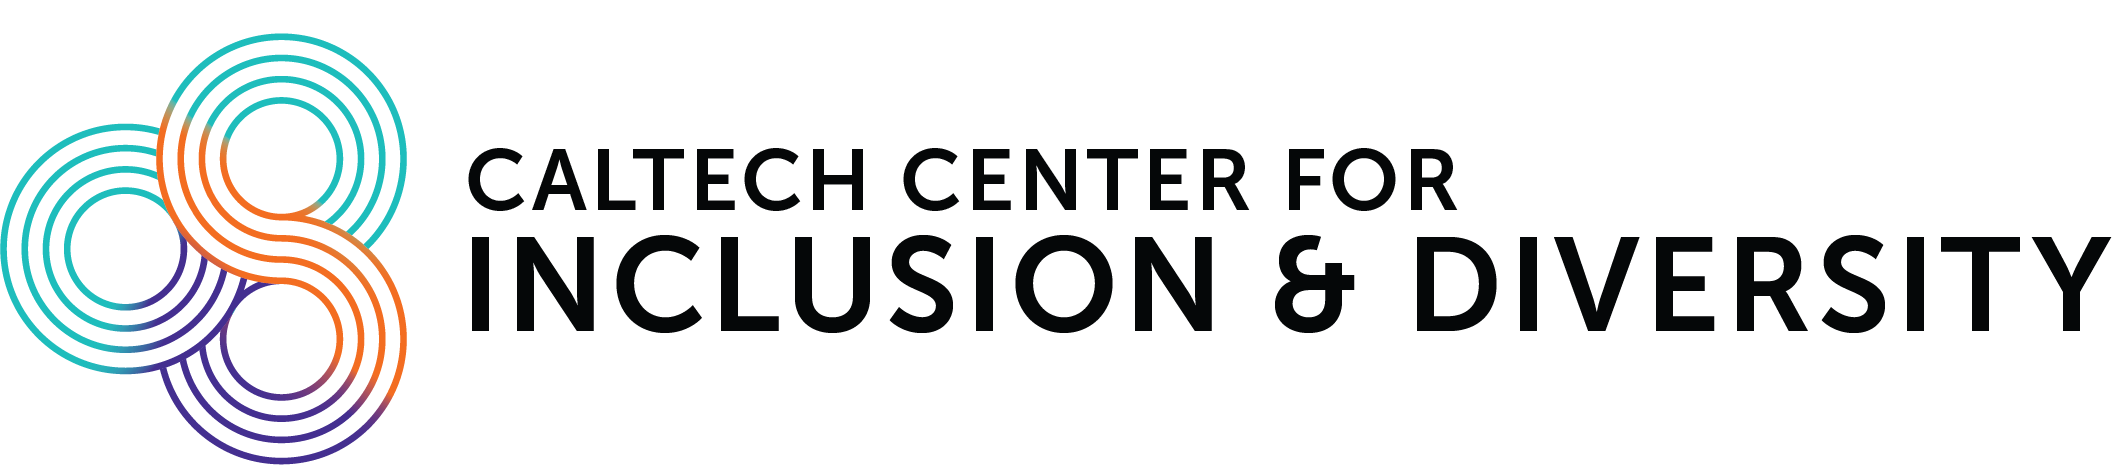 CALTECH CENTER FOR
INCLUSION & DIVERSITY